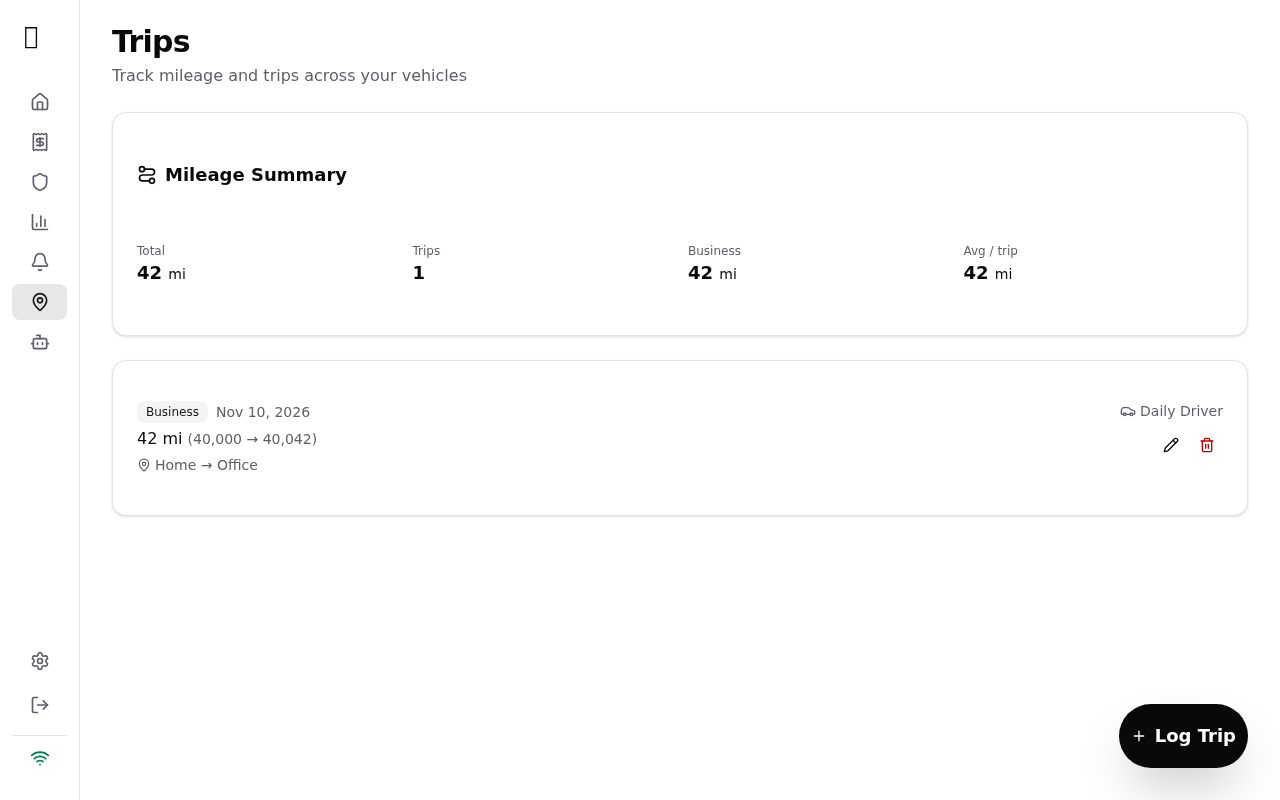 Trips
Track mileage and trips across your vehicles
Mileage Summary
Total
42 mi
Trips
1
Business
42 mi
Avg / trip
42 mi
Business Nov 10, 2026
42 mi (40,000 → 40,042)
Home → Office
Daily Driver
+ Log Trip